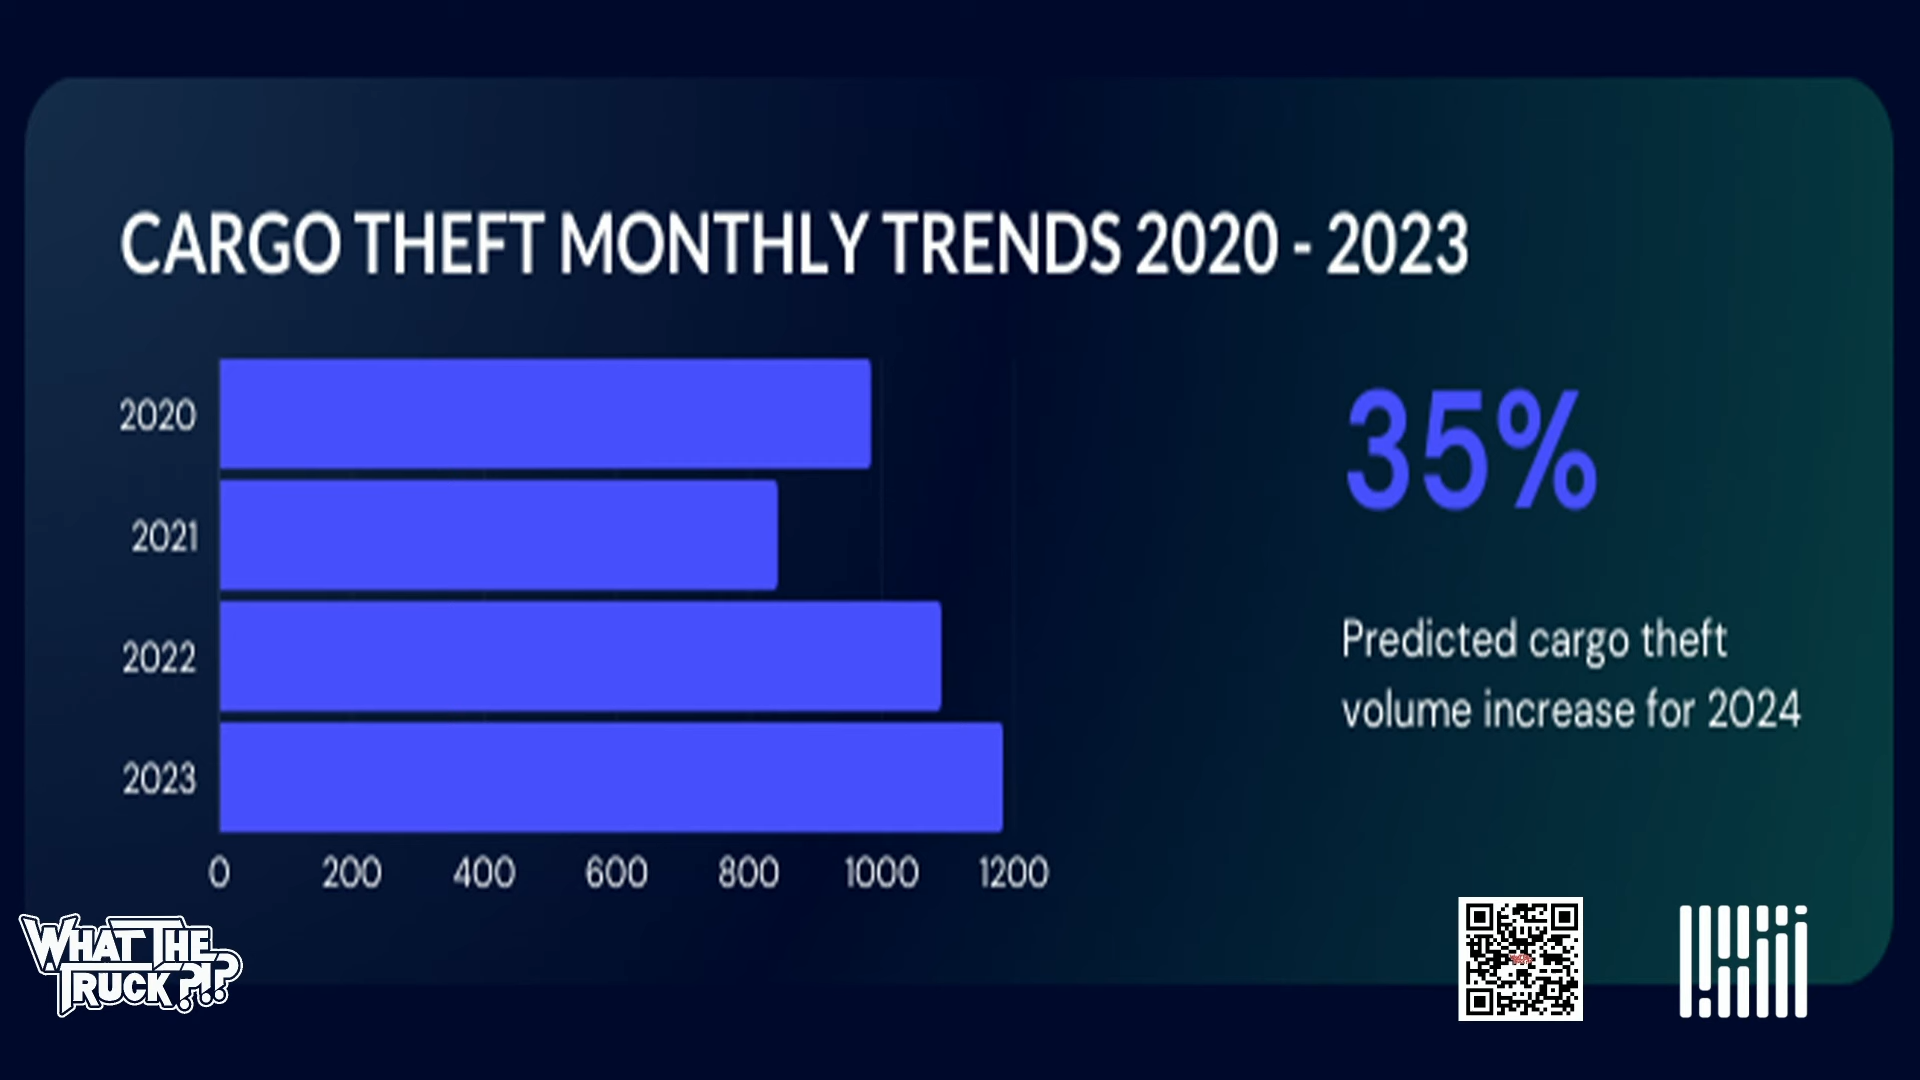 CARGO THEFT MONTHLY TRENDS 2020 - 2023
2020
2021
2022
2023
0 200 400 600 800 1000 1200
35%
Predicted cargo theft
volume increase for 2024
WHAT THE
TRUCK?!?